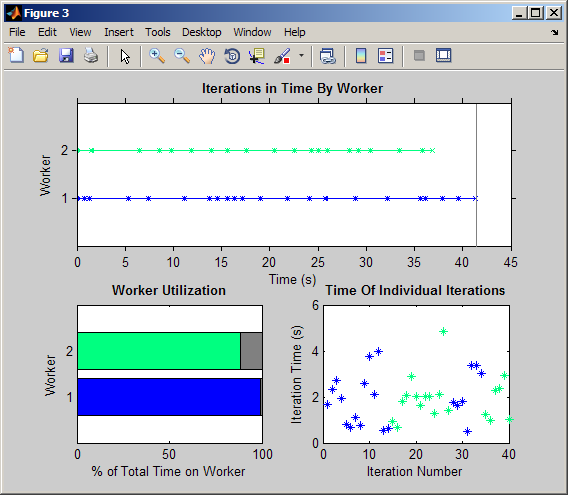 Figure 3
File Edit View Insert Tools Desktop Window Help
Iterations in Time By Worker
Worker
2
1
0 5 10 15 20 25 30 35 40 45
Time (s)
Worker Utilization
Worker
2
1
0 50 100
% of Total Time on Worker
Time Of Individual Iterations
Iteration Time (s)
6
4
2
0
0 10 20 30 40
Iteration Number